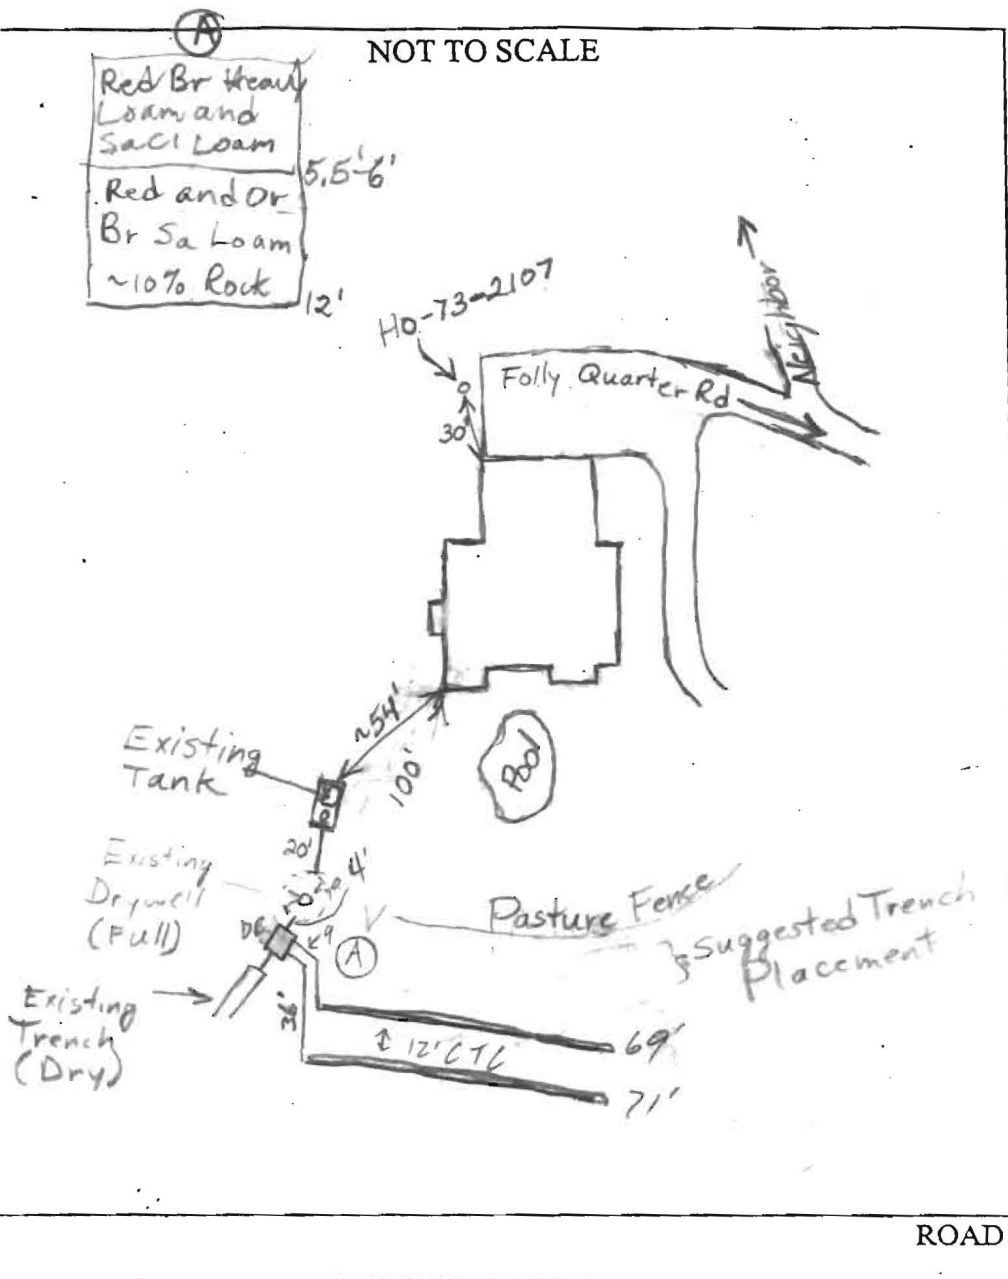 A
NOT TO SCALE
Red Br Heavy
Loam and
SaCl Loam
5.5'-6'
Red and Or
Br Sa Loam
~10% Rock
12'
HO-73-2107
30'
Folly Quarter Rd
Neighbor
~54'
100'
Pool
Existing
Tank
20'
4'
Existing
Drywell
(Full)
Pasture Fence
DB
9'
A
Suggested Trench
Placement
Existing
Trench
(Dry)
36'
69'
12' CTC
71'
ROAD